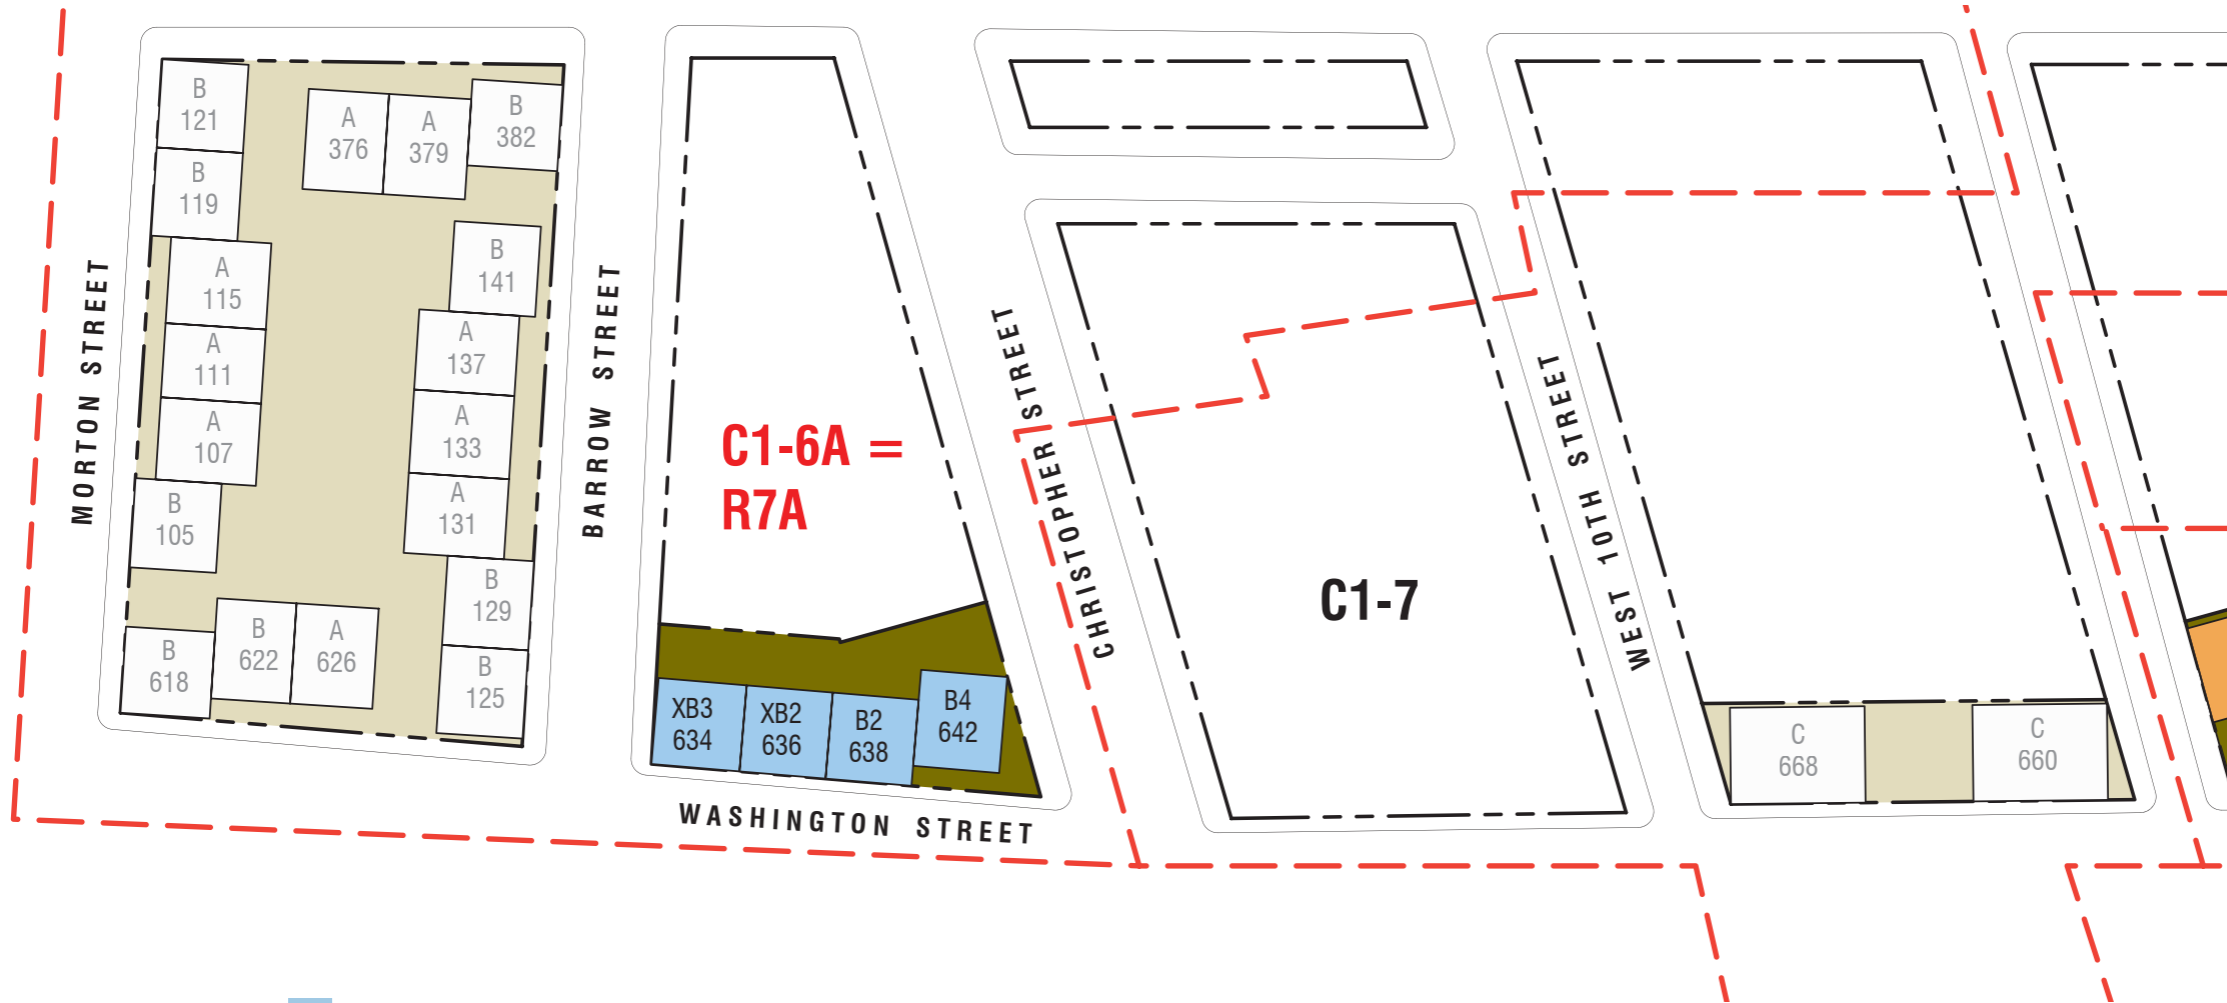 B
121
B
119
A
115
A
111
A
107
B
105
B
618
B
622
A
626
A
376
A
379
B
382
B
141
A
137
A
133
A
131
B
129
B
125
MORTON STREET
BARROW STREET
C1-6A =
R7A
XB3
634
XB2
636
B2
638
B4
642
WASHINGTON STREET
CHRISTOPHER STREET
C1-7
WEST 10TH STREET
C
668
C
660